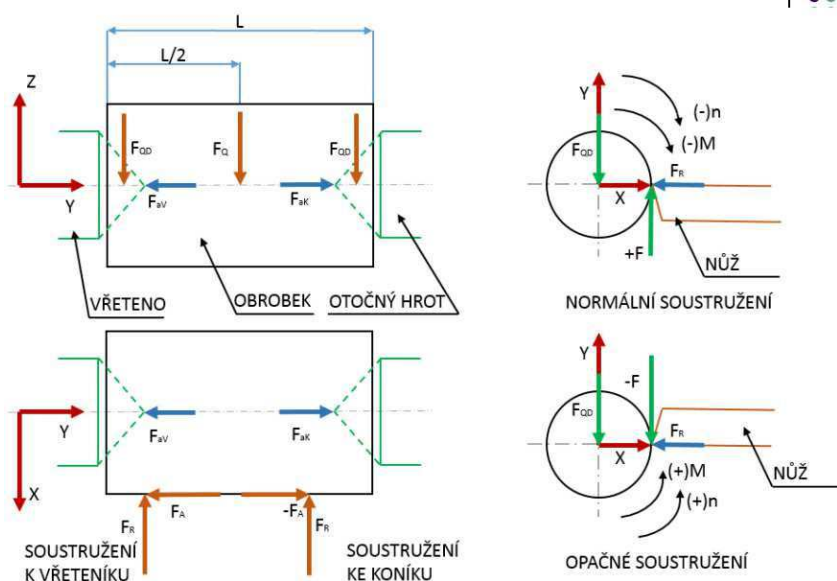 L
L/2
Z
Y
F_QD
F_Q
F_QD
F_aV
F_aK
VŘETENO
OBROBEK
OTOČNÝ HROT
Y
(-)n
(-)M
F_QD
F_R
X
+F
NŮŽ
NORMÁLNÍ SOUSTRUŽENÍ
Y
F_aV
F_aK
X
F_A
-F_A
F_R
F_R
SOUSTRUŽENÍ
K VŘETENÍKU
SOUSTRUŽENÍ
KE KONÍKU
Y
-F
F_QD
F_R
X
(+)M
(+)n
NŮŽ
OPAČNÉ SOUSTRUŽENÍ